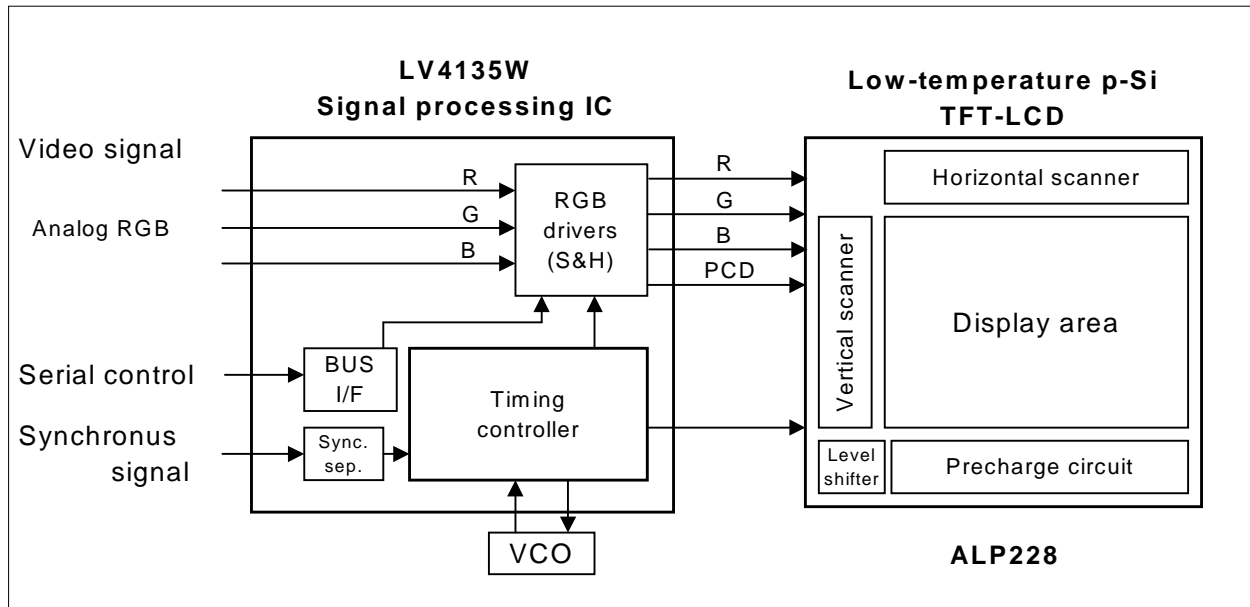 LV4135W
Signal processing IC
Low-temperature p-Si
TFT-LCD
Video signal
Analog RGB
R
G
B
RGB
drivers
(S&H)
R
G
B
PCD
Horizontal scanner
Vertical scanner
Display area
Serial control
BUS
I/F
Timing
controller
Synchronus
signal
Sync.
sep.
Level
shifter
Precharge circuit
VCO
ALP228